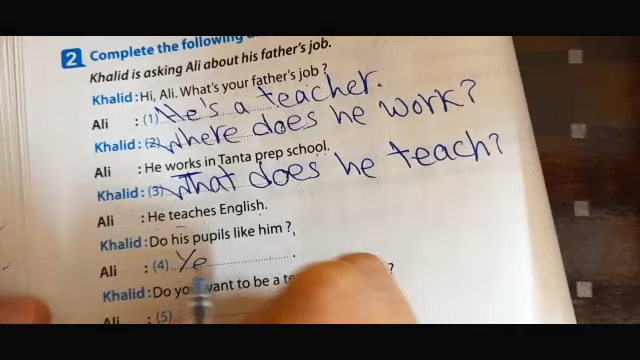 2 Complete the following
Khalid is asking Ali about his father's job.
Khalid: Hi, Ali. What's your father's job ?
Ali : (1) He's a teacher.
Khalid: (2) Where does he work?
Ali : He works in Tanta prep school.
Khalid: (3) What does he teach?
Ali : He teaches English.
Khalid: Do his pupils like him ?
Ali : (4) Ye
Khalid: Do you want to be a ?
Ali : (5)